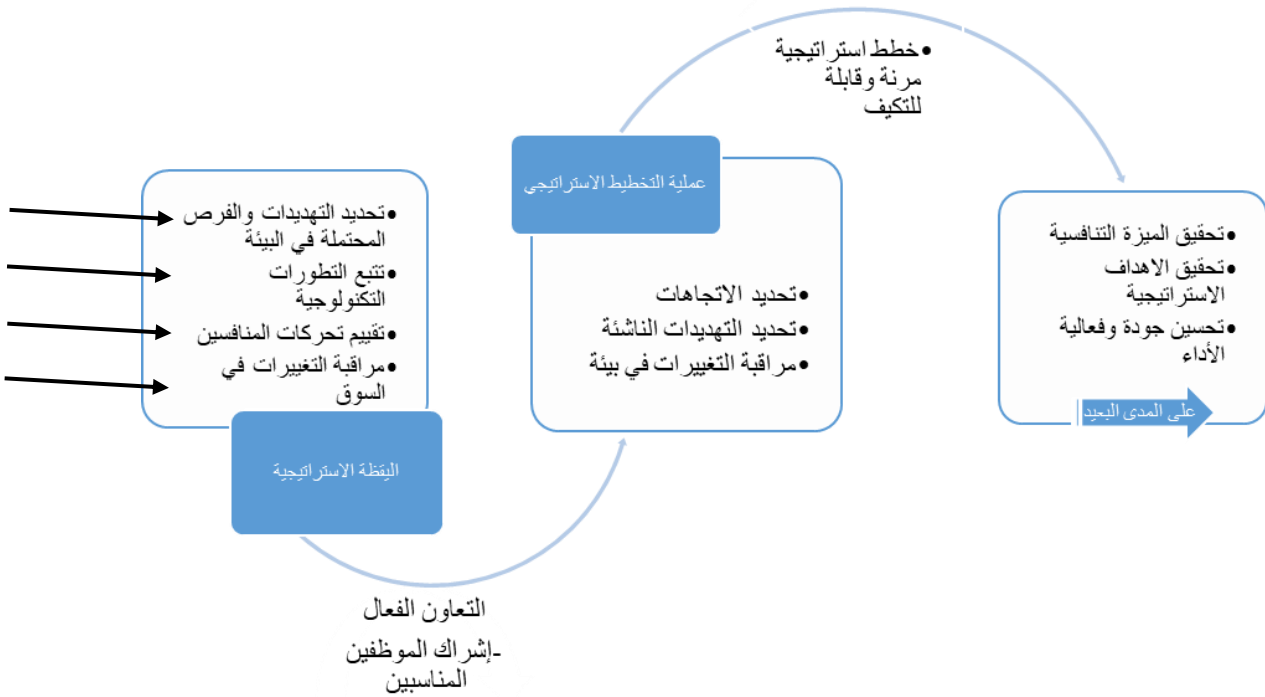 •تحديد التهديدات والفرص
المحتملة في البيئة
•تتبع التطورات
التكنولوجية
•تقييم تحركات المنافسين
•مراقبة التغييرات في
السوق
اليقظة الاستراتيجية
التعاون الفعال
-إشراك الموظفين
المناسبين
عملية التخطيط الاستراتيجي
•تحديد الاتجاهات
•تحديد التهديدات الناشئة
•مراقبة التغييرات في بيئة
•خطط استراتيجية
مرنة وقابلة
للتكيف
•تحقيق الميزة التنافسية
•تحقيق الاهداف
الاستراتيجية
•تحسين جودة وفعالية
الأداء
على المدى البعيد